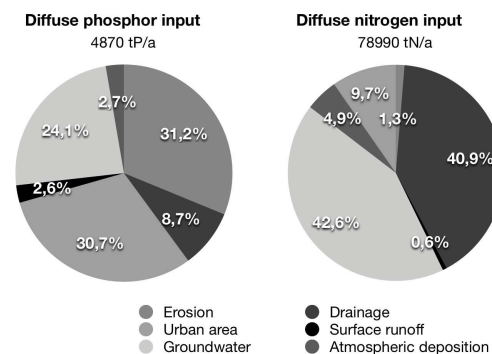 Diffuse phosphor input
4870 tP/a
2,7%
24,1%
31,2%
2,6%
8,7%
30,7%
Diffuse nitrogen input
78990 tN/a
9,7%
4,9%
1,3%
40,9%
42,6%
0,6%
Erosion
Urban area
Groundwater
Drainage
Surface runoff
Atmospheric deposition